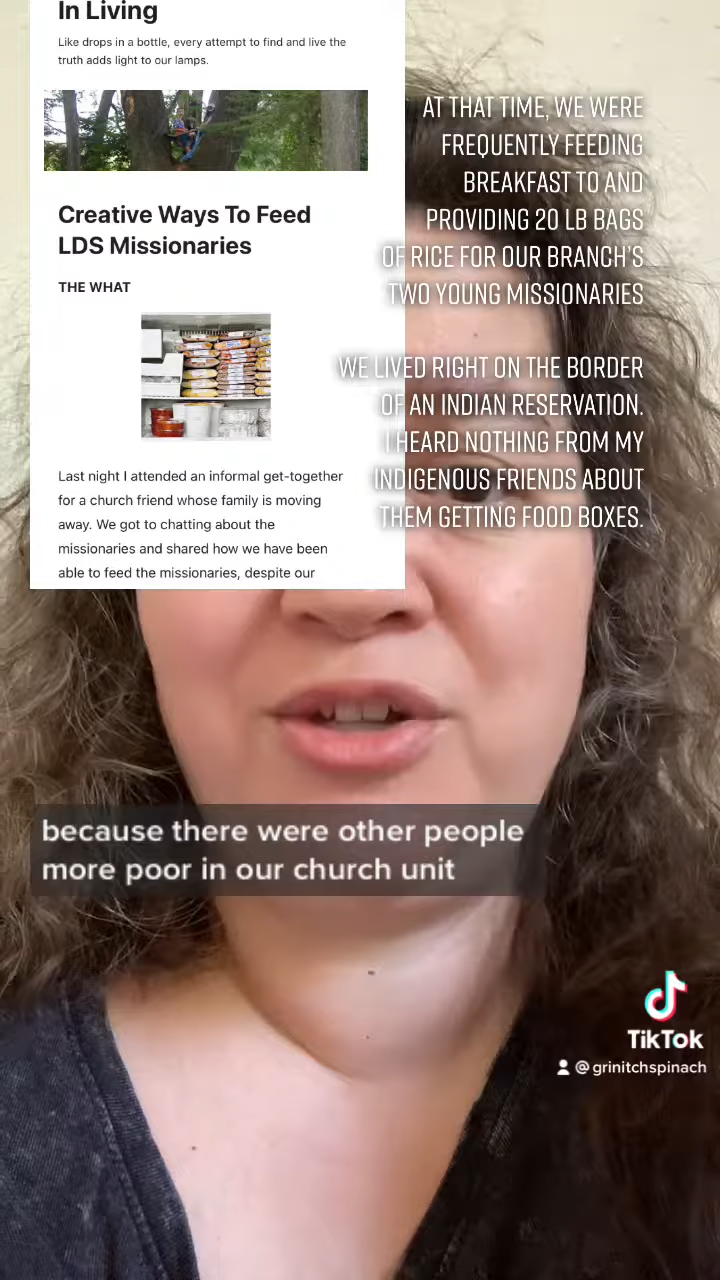 In Living
Like drops in a bottle, every attempt to find and live the
truth adds light to our lamps.
Creative Ways To Feed
LDS Missionaries
THE WHAT
Last night I attended an informal get-together
for a church friend whose family is moving
away. We got to chatting about the
missionaries and shared how we have been
able to feed the missionaries, despite our
AT THAT TIME, WE WERE
FREQUENTLY FEEDING
BREAKFAST TO AND
PROVIDING 20 LB BAGS
OF RICE FOR OUR BRANCH'S
TWO YOUNG MISSIONARIES
WE LIVED RIGHT ON THE BORDER
OF AN INDIAN RESERVATION.
I HEARD NOTHING FROM MY
INDIGENOUS FRIENDS ABOUT
THEM GETTING FOOD BOXES.
because there were other people
more poor in our church unit
TikTok
@grinitchspinach